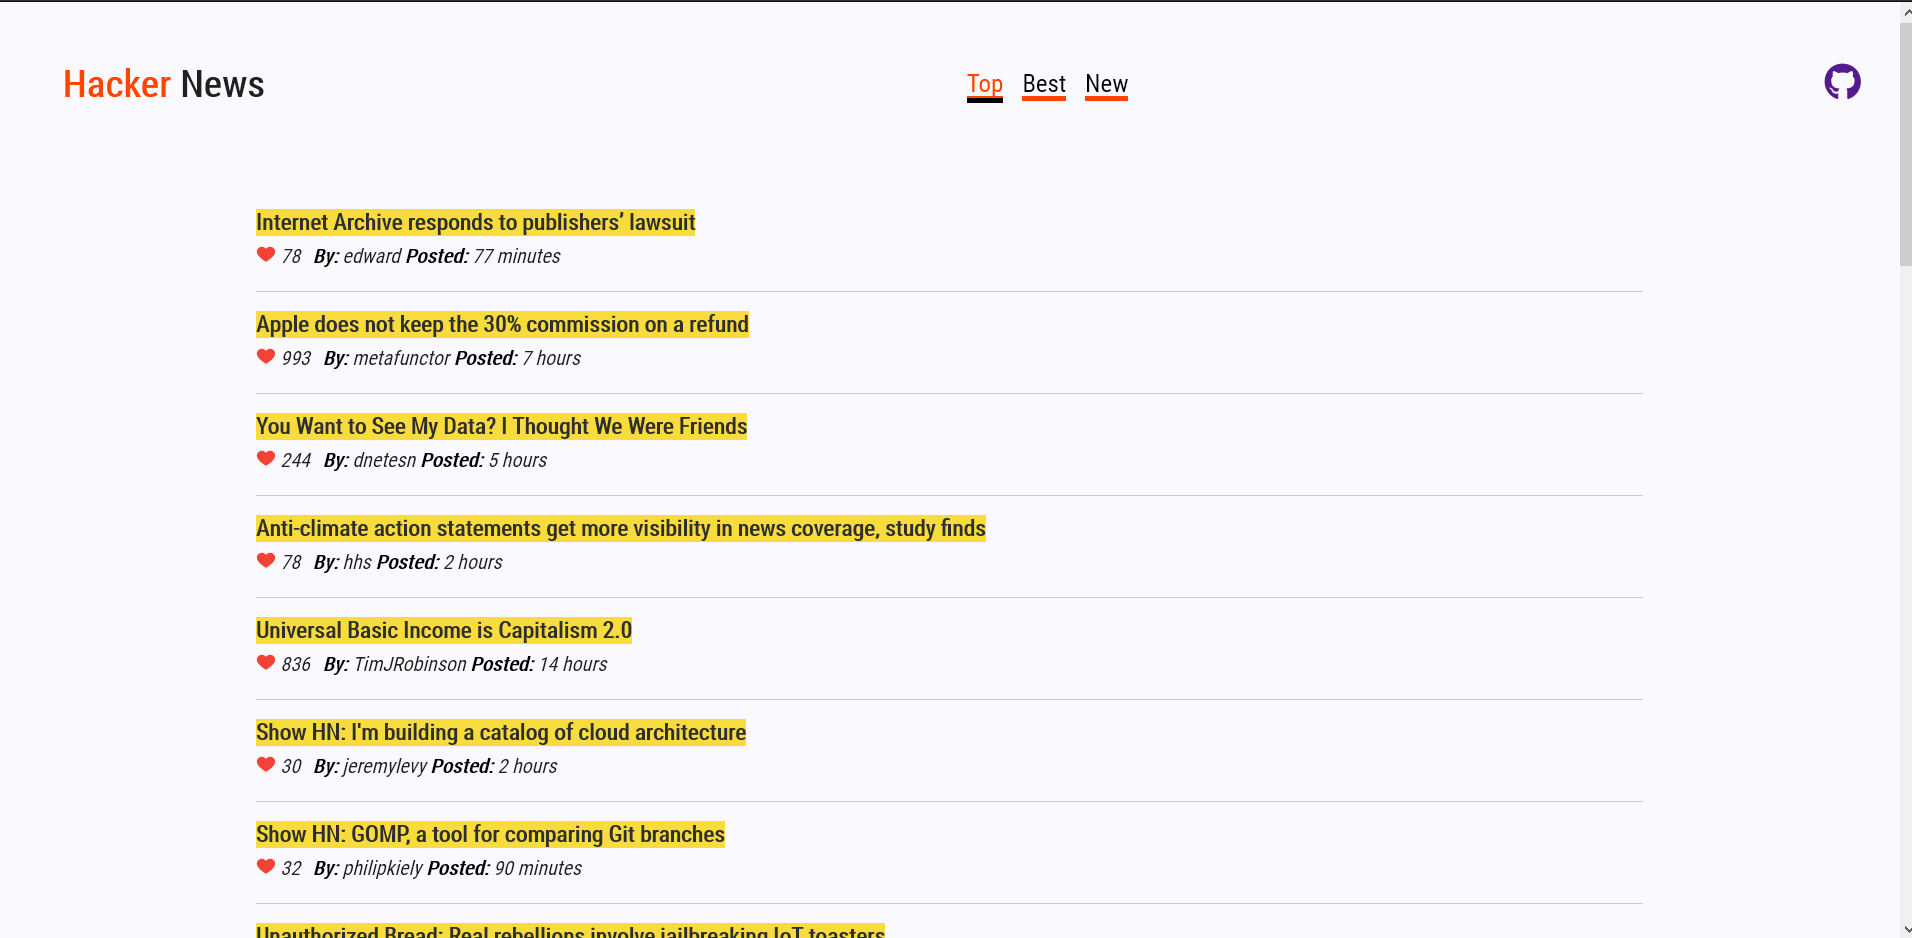 Hacker News
Top Best New
Internet Archive responds to publishers’ lawsuit
78 By: edward Posted: 77 minutes
Apple does not keep the 30% commission on a refund
993 By: metafunctor Posted: 7 hours
You Want to See My Data? I Thought We Were Friends
244 By: dnetesn Posted: 5 hours
Anti-climate action statements get more visibility in news coverage, study finds
78 By: hhs Posted: 2 hours
Universal Basic Income is Capitalism 2.0
836 By: TimJRobinson Posted: 14 hours
Show HN: I'm building a catalog of cloud architecture
30 By: jeremylevy Posted: 2 hours
Show HN: GOMP, a tool for comparing Git branches
32 By: philipkiely Posted: 90 minutes
Unauthorized Bread: Real rebellions involve jailbreaking IoT toasters